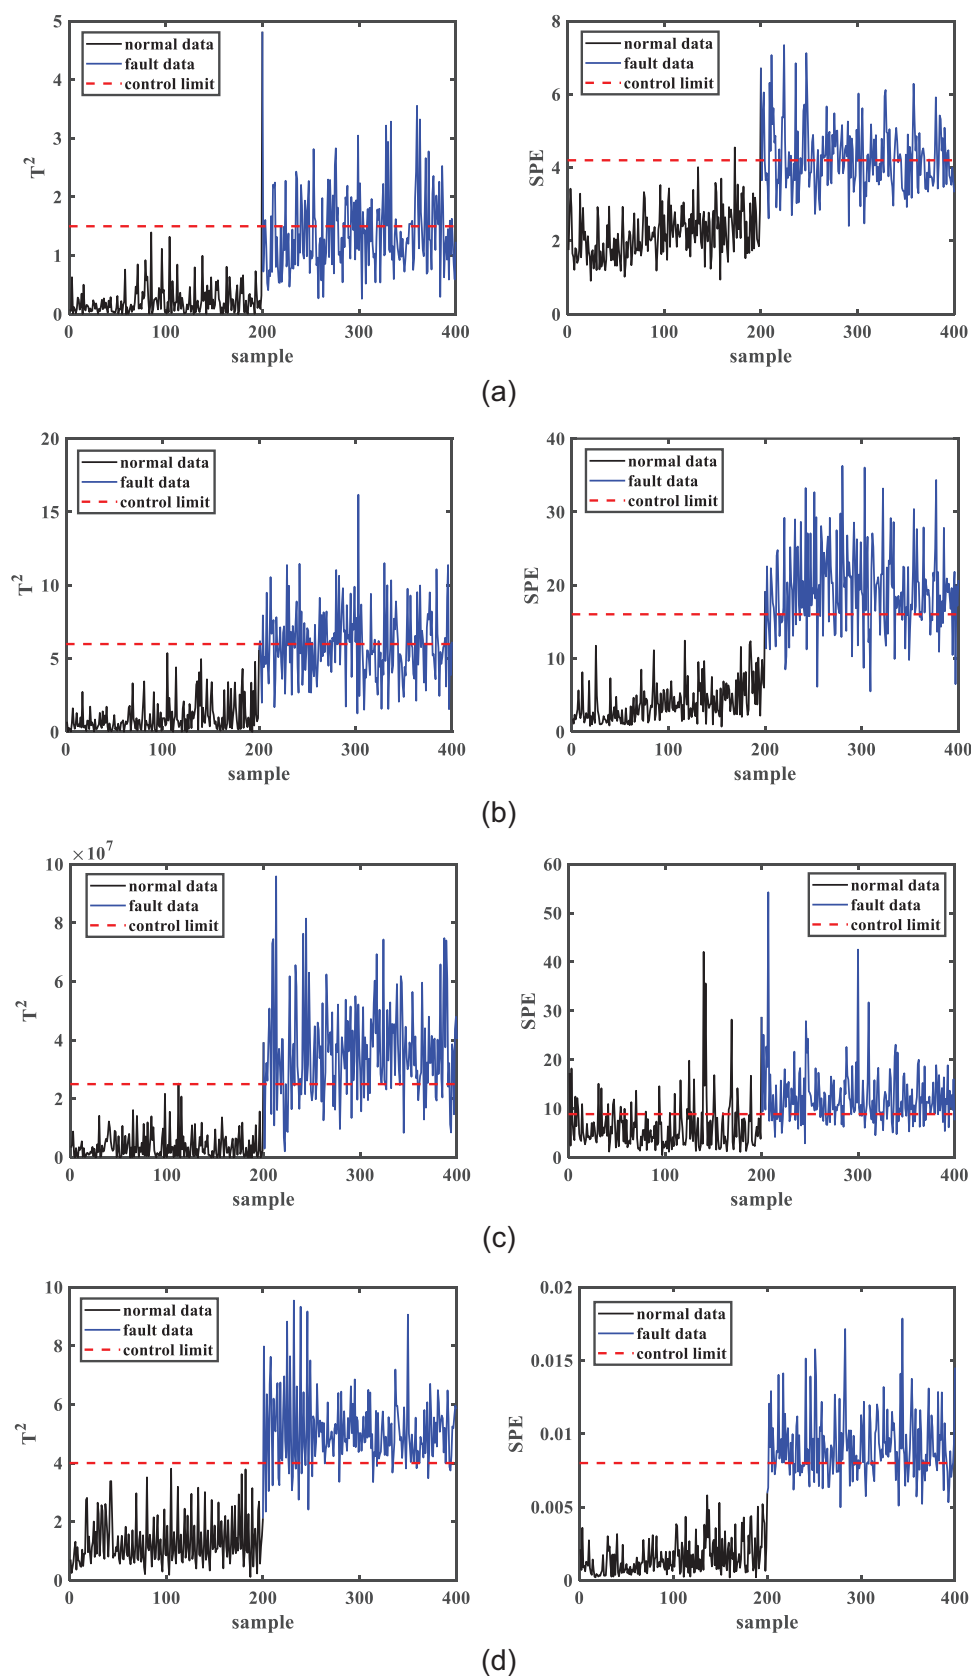 5
4
3
2
1
0
T²
normal data
fault data
control limit
0 100 200 300 400
sample
8
6
4
2
0
SPE
normal data
fault data
control limit
0 100 200 300 400
sample
(a)
20
15
10
5
0
T²
normal data
fault data
control limit
0 100 200 300 400
sample
40
30
20
10
0
SPE
normal data
fault data
control limit
0 100 200 300 400
sample
(b)
×10⁷
10
8
6
4
2
0
T²
normal data
fault data
control limit
0 100 200 300 400
sample
60
50
40
30
20
10
0
SPE
normal data
fault data
control limit
0 100 200 300 400
sample
(c)
10
8
6
4
2
0
T²
normal data
fault data
control limit
0 100 200 300 400
sample
0.02
0.015
0.01
0.005
0
SPE
normal data
fault data
control limit
0 100 200 300 400
sample
(d)